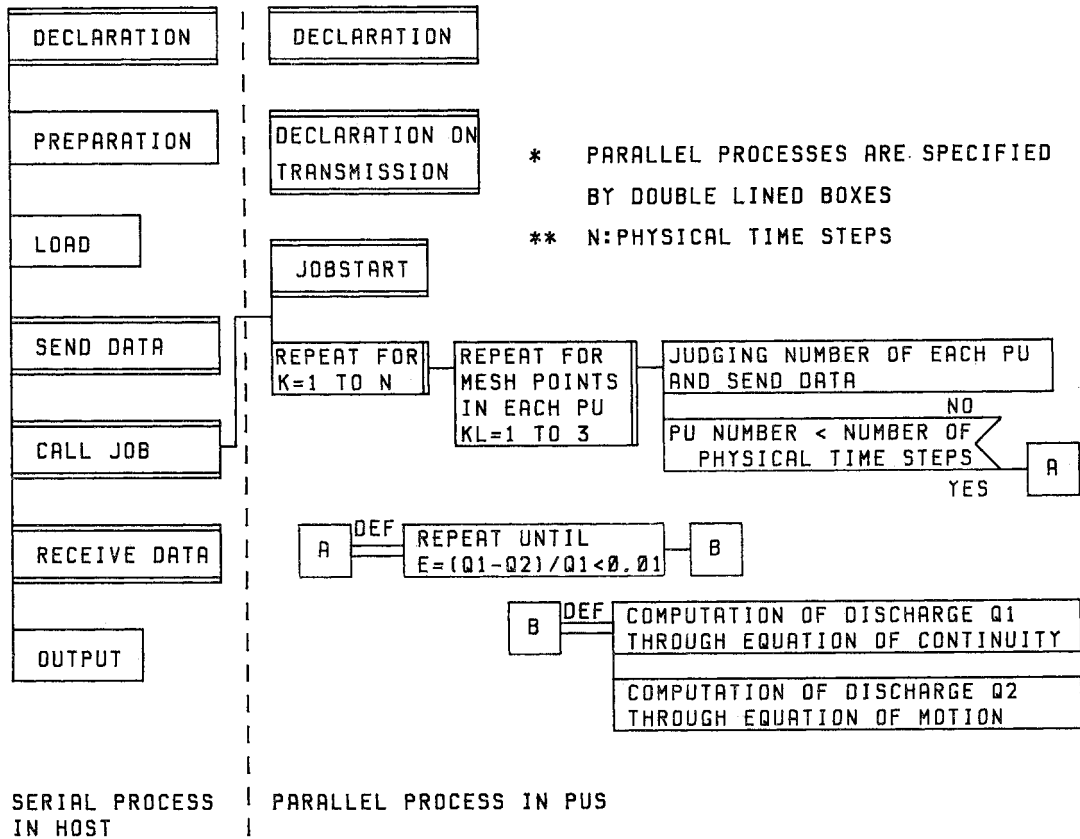 DECLARATION
PREPARATION
LOAD
SEND DATA
CALL JOB
RECEIVE DATA
OUTPUT
SERIAL PROCESS
IN HOST
DECLARATION
DECLARATION ON
TRANSMISSION
* PARALLEL PROCESSES ARE SPECIFIED
BY DOUBLE LINED BOXES
** N:PHYSICAL TIME STEPS
JOBSTART
REPEAT FOR
K=1 TO N
REPEAT FOR
MESH POINTS
IN EACH PU
KL=1 TO 3
JUDGING NUMBER OF EACH PU
AND SEND DATA
NO
PU NUMBER < NUMBER OF
PHYSICAL TIME STEPS
YES
A
A
DEF
REPEAT UNTIL
E=(Q1-Q2)/Q1<0.01
B
B
DEF
COMPUTATION OF DISCHARGE Q1
THROUGH EQUATION OF CONTINUITY
COMPUTATION OF DISCHARGE Q2
THROUGH EQUATION OF MOTION
PARALLEL PROCESS IN PUS